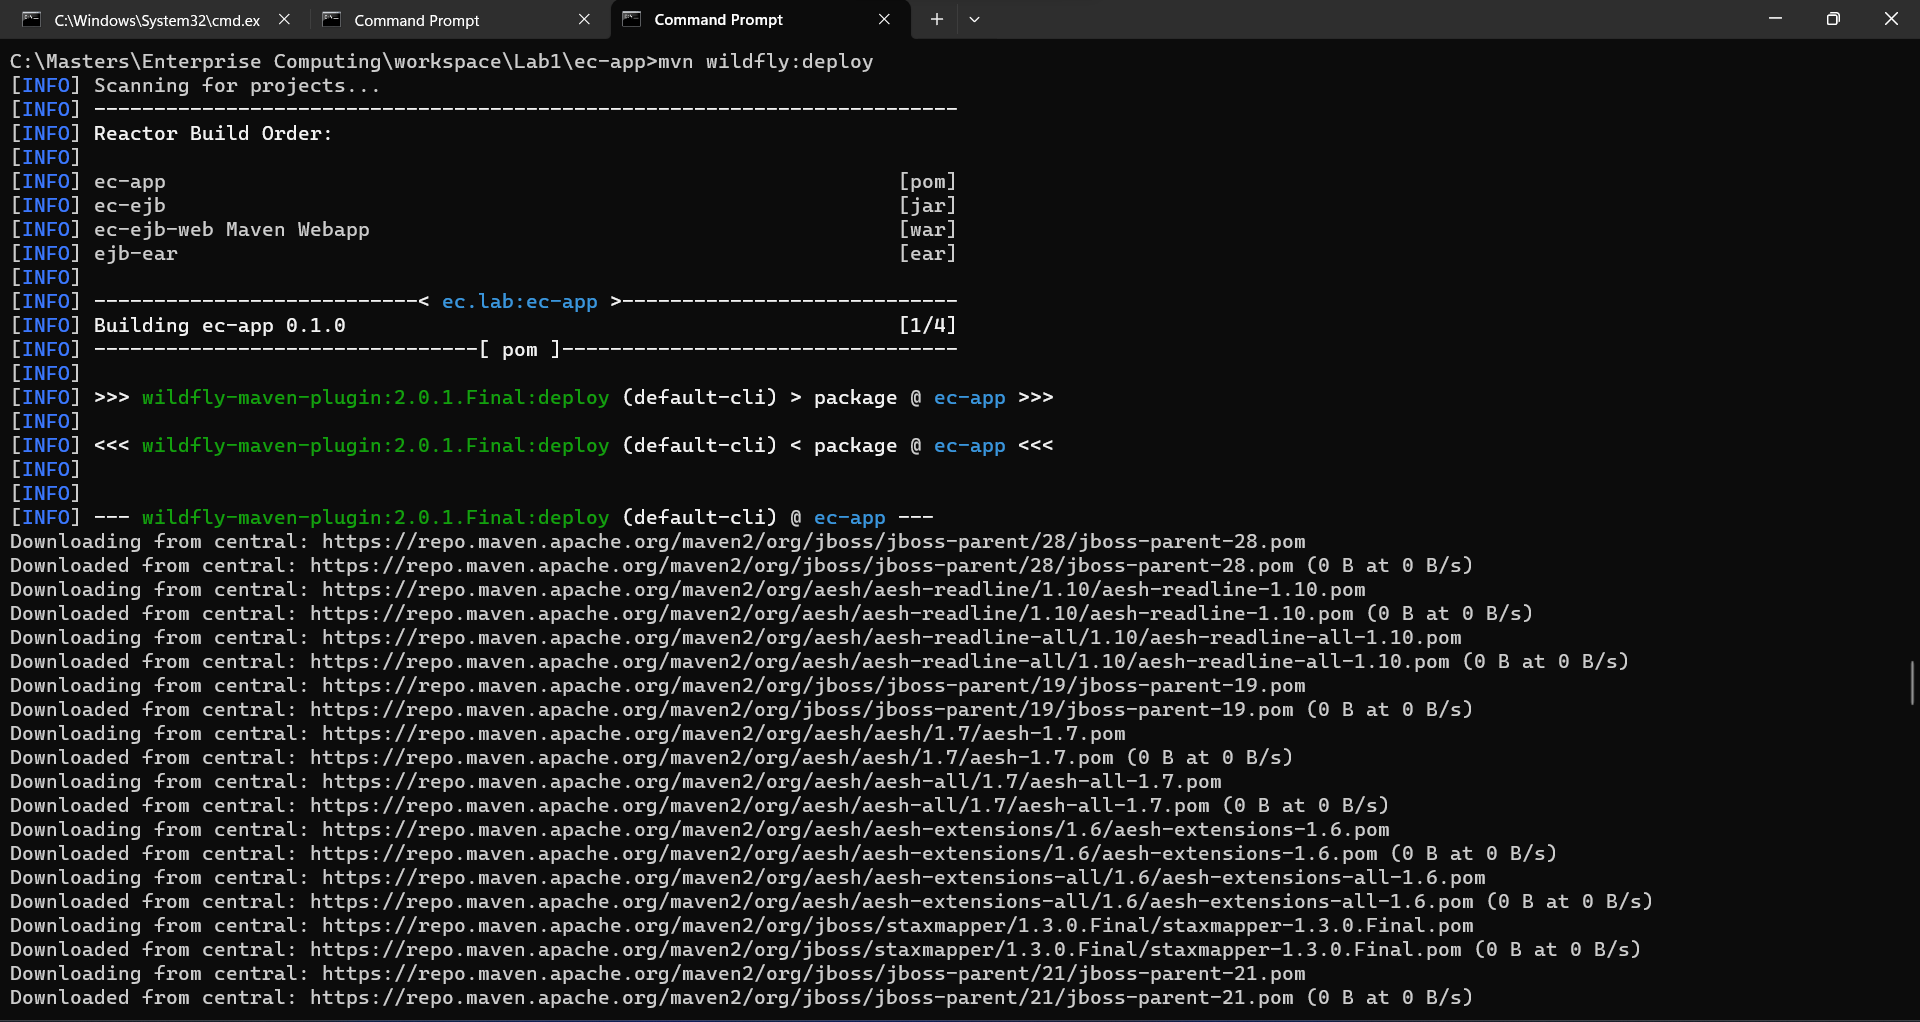 C:\Windows\System32\cmd.ex
Command Prompt
Command Prompt
C:\Masters\Enterprise Computing\workspace\Lab1\ec-app>mvn wildfly:deploy
[INFO] Scanning for projects...
[INFO] ------------------------------------------------------------------------
[INFO] Reactor Build Order:
[INFO]
[INFO] ec-app                                                             [pom]
[INFO] ec-ejb                                                             [jar]
[INFO] ec-ejb-web Maven Webapp                                            [war]
[INFO] ejb-ear                                                            [ear]
[INFO]
[INFO] ---------------------------< ec.lab:ec-app >----------------------------
[INFO] Building ec-app 0.1.0                                              [1/4]
[INFO] --------------------------------[ pom ]---------------------------------
[INFO]
[INFO] >>> wildfly-maven-plugin:2.0.1.Final:deploy (default-cli) > package @ ec-app >>>
[INFO]
[INFO] <<< wildfly-maven-plugin:2.0.1.Final:deploy (default-cli) < package @ ec-app <<<
[INFO]
[INFO]
[INFO] --- wildfly-maven-plugin:2.0.1.Final:deploy (default-cli) @ ec-app ---
Downloading from central: https://repo.maven.apache.org/maven2/org/jboss/jboss-parent/28/jboss-parent-28.pom
Downloaded from central: https://repo.maven.apache.org/maven2/org/jboss/jboss-parent/28/jboss-parent-28.pom (0 B at 0 B/s)
Downloading from central: https://repo.maven.apache.org/maven2/org/aesh/aesh-readline/1.10/aesh-readline-1.10.pom
Downloaded from central: https://repo.maven.apache.org/maven2/org/aesh/aesh-readline/1.10/aesh-readline-1.10.pom (0 B at 0 B/s)
Downloading from central: https://repo.maven.apache.org/maven2/org/aesh/aesh-readline-all/1.10/aesh-readline-all-1.10.pom
Downloaded from central: https://repo.maven.apache.org/maven2/org/aesh/aesh-readline-all/1.10/aesh-readline-all-1.10.pom (0 B at 0 B/s)
Downloading from central: https://repo.maven.apache.org/maven2/org/jboss/jboss-parent/19/jboss-parent-19.pom
Downloaded from central: https://repo.maven.apache.org/maven2/org/jboss/jboss-parent/19/jboss-parent-19.pom (0 B at 0 B/s)
Downloading from central: https://repo.maven.apache.org/maven2/org/aesh/aesh/1.7/aesh-1.7.pom
Downloaded from central: https://repo.maven.apache.org/maven2/org/aesh/aesh/1.7/aesh-1.7.pom (0 B at 0 B/s)
Downloading from central: https://repo.maven.apache.org/maven2/org/aesh/aesh-all/1.7/aesh-all-1.7.pom
Downloaded from central: https://repo.maven.apache.org/maven2/org/aesh/aesh-all/1.7/aesh-all-1.7.pom (0 B at 0 B/s)
Downloading from central: https://repo.maven.apache.org/maven2/org/aesh/aesh-extensions/1.6/aesh-extensions-1.6.pom
Downloaded from central: https://repo.maven.apache.org/maven2/org/aesh/aesh-extensions/1.6/aesh-extensions-1.6.pom (0 B at 0 B/s)
Downloading from central: https://repo.maven.apache.org/maven2/org/aesh/aesh-extensions-all/1.6/aesh-extensions-all-1.6.pom
Downloaded from central: https://repo.maven.apache.org/maven2/org/aesh/aesh-extensions-all/1.6/aesh-extensions-all-1.6.pom (0 B at 0 B/s)
Downloading from central: https://repo.maven.apache.org/maven2/org/jboss/staxmapper/1.3.0.Final/staxmapper-1.3.0.Final.pom
Downloaded from central: https://repo.maven.apache.org/maven2/org/jboss/staxmapper/1.3.0.Final/staxmapper-1.3.0.Final.pom (0 B at 0 B/s)
Downloading from central: https://repo.maven.apache.org/maven2/org/jboss/jboss-parent/21/jboss-parent-21.pom
Downloaded from central: https://repo.maven.apache.org/maven2/org/jboss/jboss-parent/21/jboss-parent-21.pom (0 B at 0 B/s)